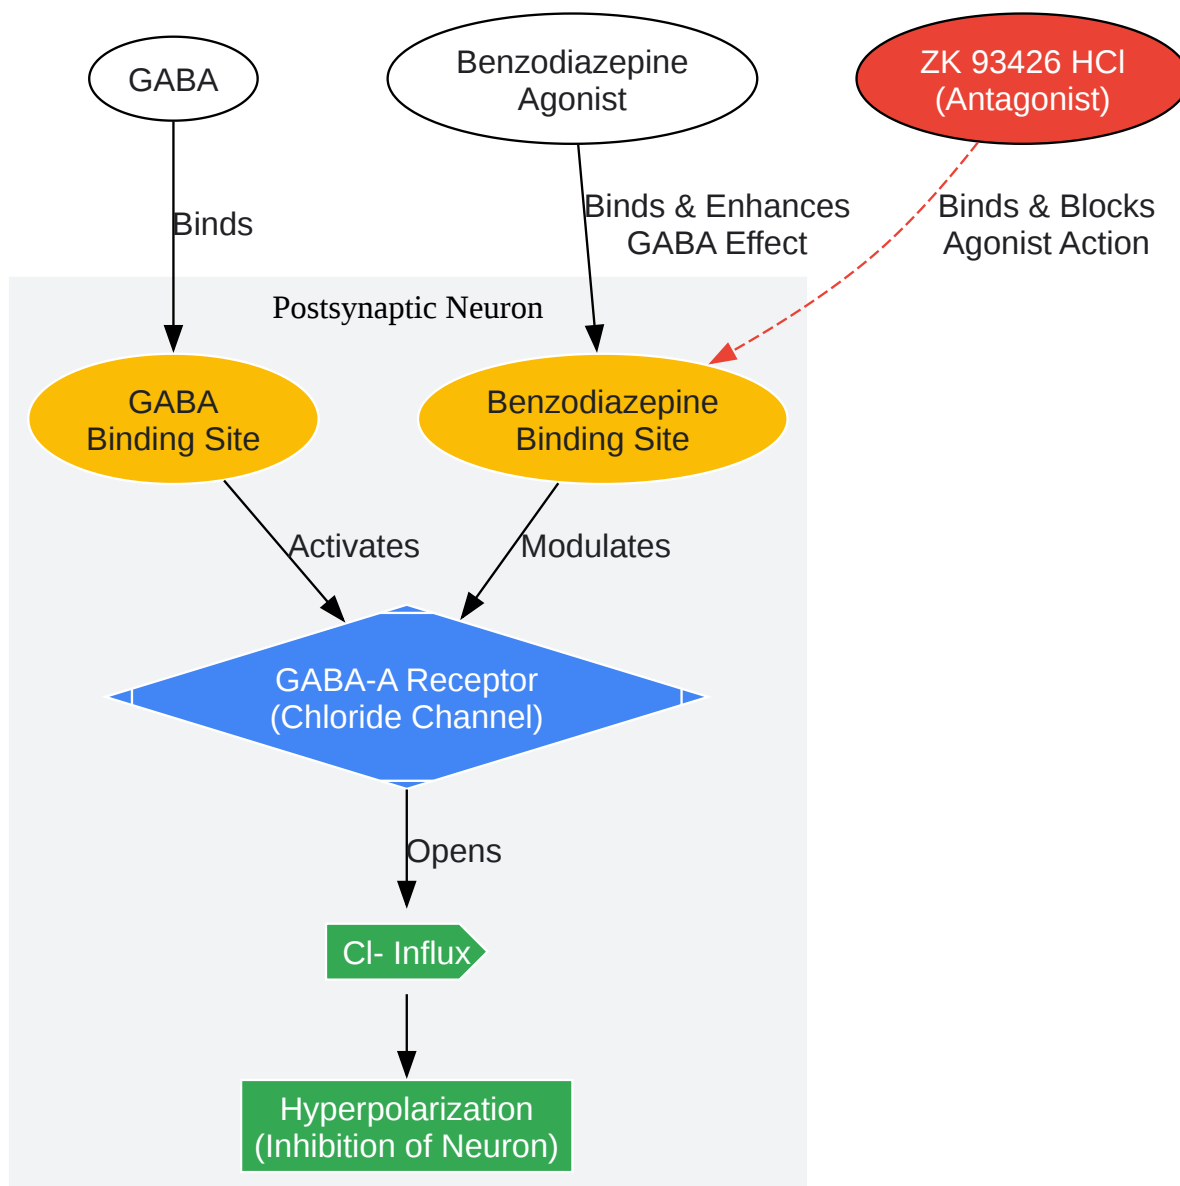 GABA
Benzodiazepine
Agonist
ZK 93426 HCl
(Antagonist)
Binds
Binds & Enhances
GABA Effect
Binds & Blocks
Agonist Action
Postsynaptic Neuron
GABA
Binding Site
Benzodiazepine
Binding Site
Activates
Modulates
GABA-A Receptor
(Chloride Channel)
Opens
Cl- Influx
Hyperpolarization
(Inhibition of Neuron)